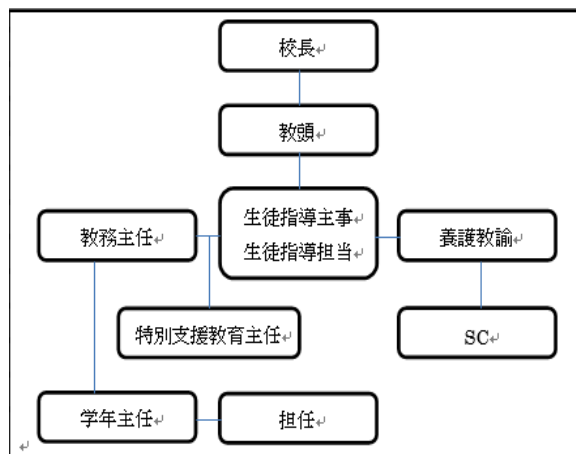 校長
教頭
生徒指導主事
生徒指導担当
教務主任
養護教諭
特別支援教育主任
SC
学年主任
担任